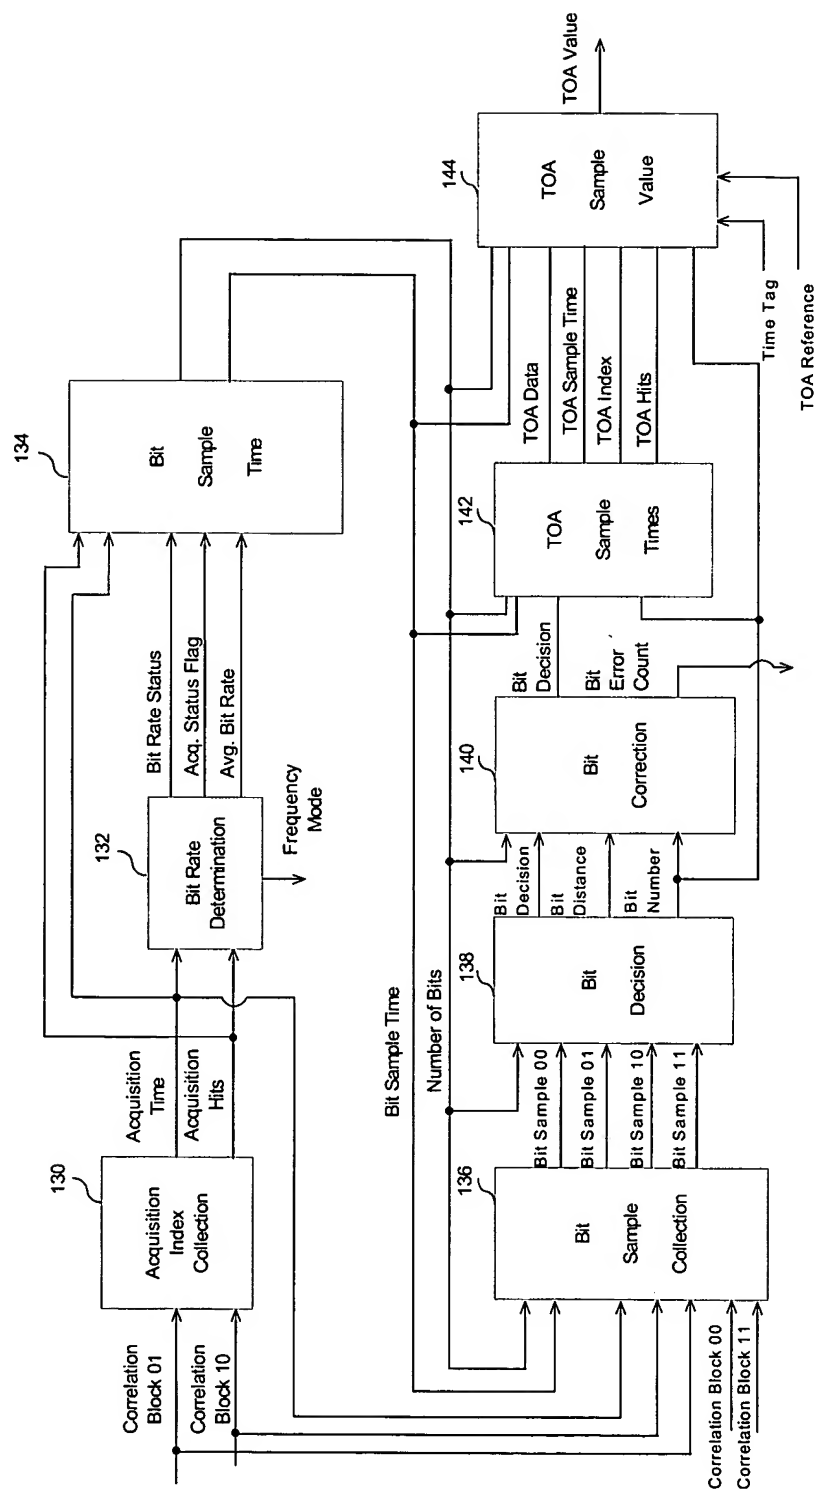 Correlation
Block 01
Correlation
Block 10
130
Acquisition
Index
Collection
Acquisition
Time
Acquisition
Hits
132
Bit Rate
Determination
Frequency
Mode
Bit Rate Status
Acq. Status Flag
Avg. Bit Rate
134
Bit
Sample
Time
Bit Sample Time
Number of Bits
Correlation Block 00
Correlation Block 11
136
Bit
Sample
Collection
Bit Sample 00
Bit Sample 01
Bit Sample 10
Bit Sample 11
138
Bit
Decision
Bit
Decision
Bit
Distance
Bit
Number
140
Bit
Correction
Bit
Decision
Bit
Error
Count
142
TOA
Sample
Times
TOA Data
TOA Sample Time
TOA Index
TOA Hits
144
TOA
Sample
Value
TOA Value
Time Tag
TOA Reference